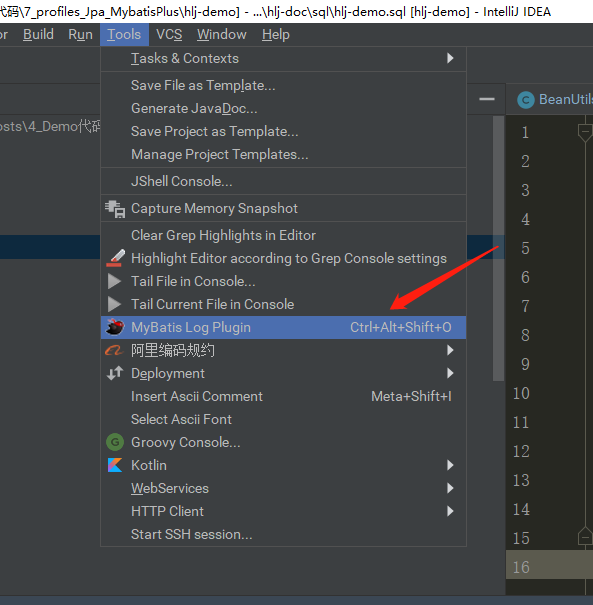 代码\7_profiles_Jpa_MybatisPlus\hlj-demo] - ...\hlj-doc\sql\hlj-demo.sql [hlj-demo] - IntelliJ IDEA
or Build Run Tools VCS Window Help
Tasks & Contexts
Save File as Template...
Generate JavaDoc...
Save Project as Template...
Manage Project Templates...
JShell Console...
Capture Memory Snapshot
Clear Grep Highlights in Editor
Highlight Editor according to Grep Console settings
Tail File in Console...
Tail Current File in Console
MyBatis Log Plugin Ctrl+Alt+Shift+O
阿里编码规约
Deployment
Insert Ascii Comment Meta+Shift+I
Select Ascii Font
Groovy Console...
Kotlin
WebServices
HTTP Client
Start SSH session...
osts\4_Demo代码
BeanUtils
1
2
3
4
5
6
7
8
9
10
11
12
13
14
15
16